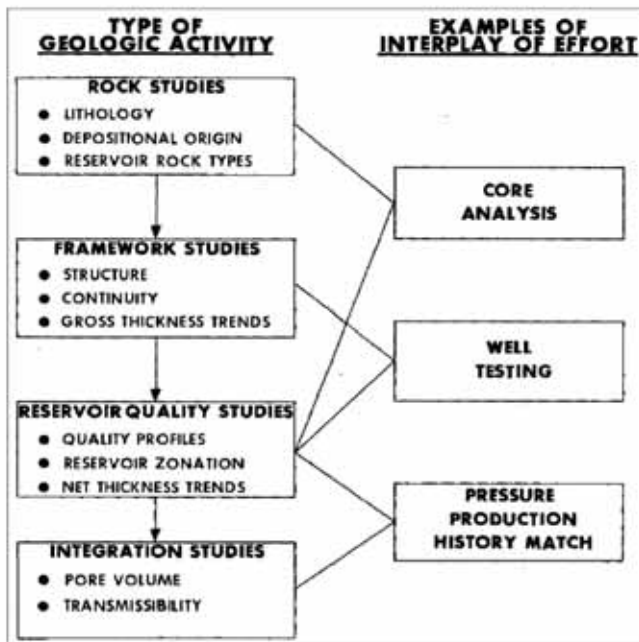 TYPE OF
GEOLOGIC ACTIVITY
ROCK STUDIES
● LITHOLOGY
● DEPOSITIONAL ORIGIN
● RESERVOIR ROCK TYPES
FRAMEWORK STUDIES
● STRUCTURE
● CONTINUITY
● GROSS THICKNESS TRENDS
RESERVOIR QUALITY STUDIES
● QUALITY PROFILES
● RESERVOIR ZONATION
● NET THICKNESS TRENDS
INTEGRATION STUDIES
● PORE VOLUME
● TRANSMISSIBILITY
EXAMPLES OF
INTERPLAY OF EFFORT
CORE
ANALYSIS
WELL
TESTING
PRESSURE
PRODUCTION
HISTORY MATCH